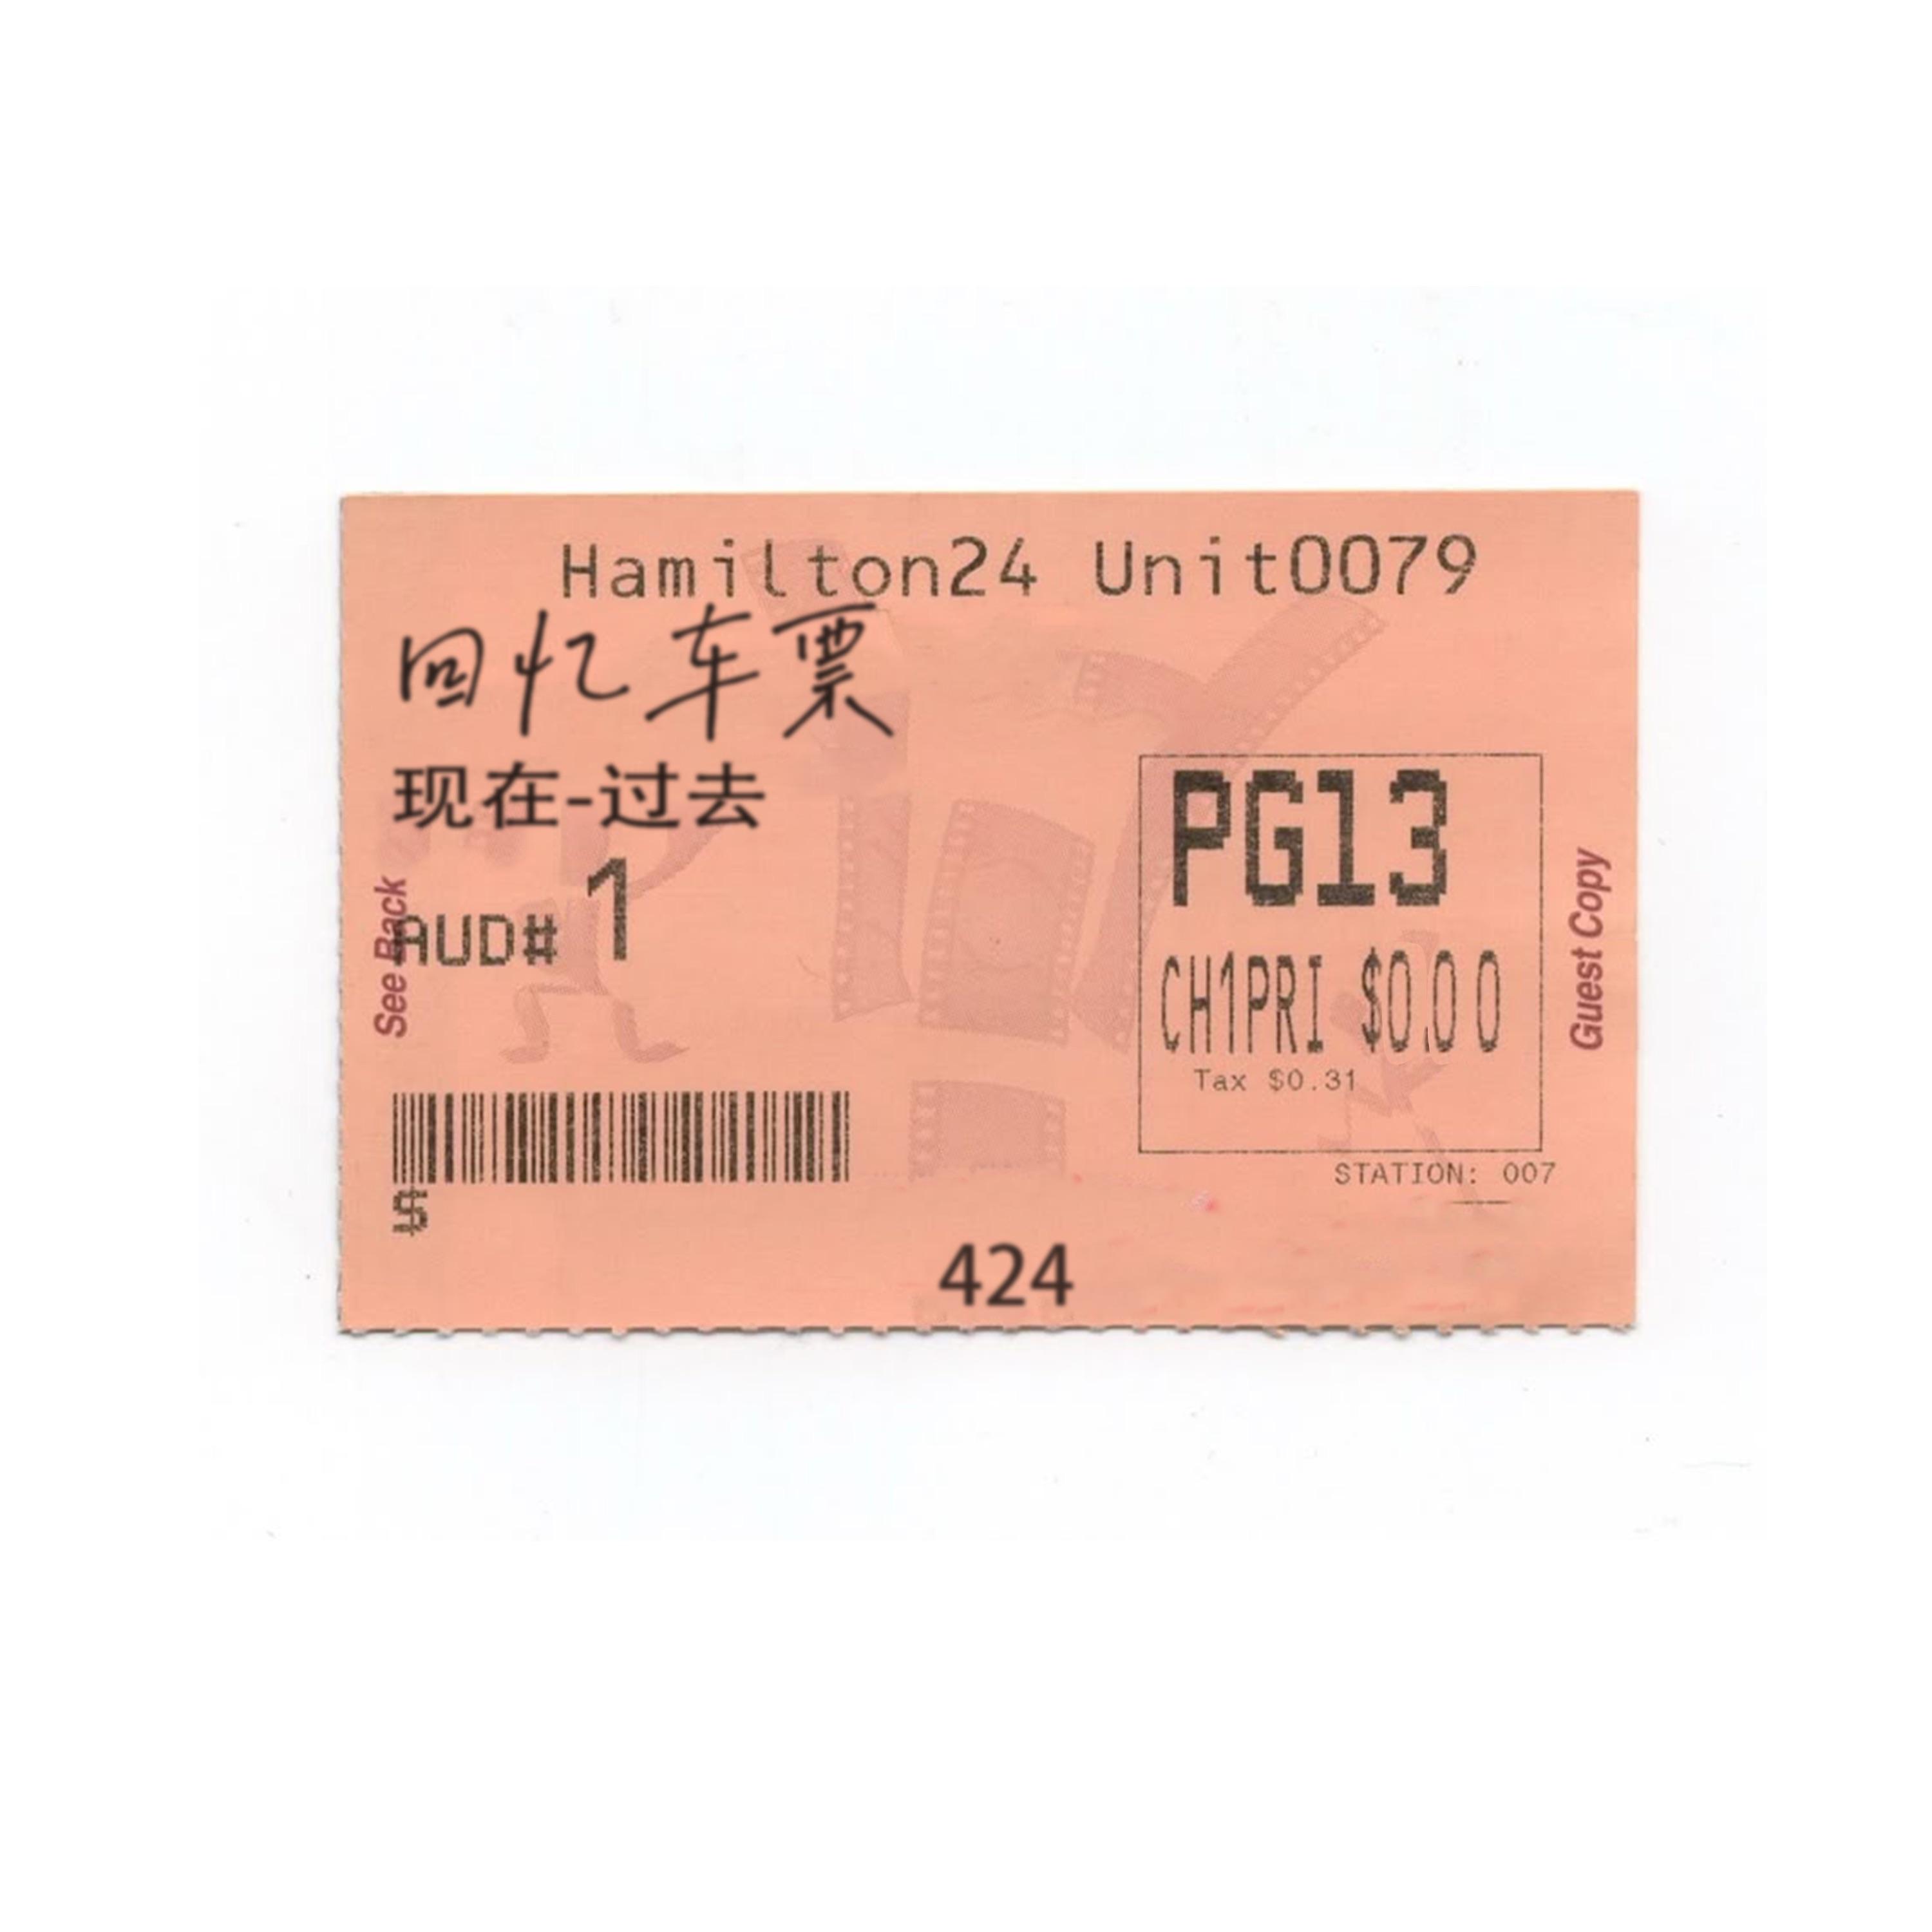 Hamilton24 Unit0079
回忆车票
现在-过去
PG13
See Back
AUD# 1
CH1PRI $0.00
Guest Copy
Tax $0.31
STATION: 007
424